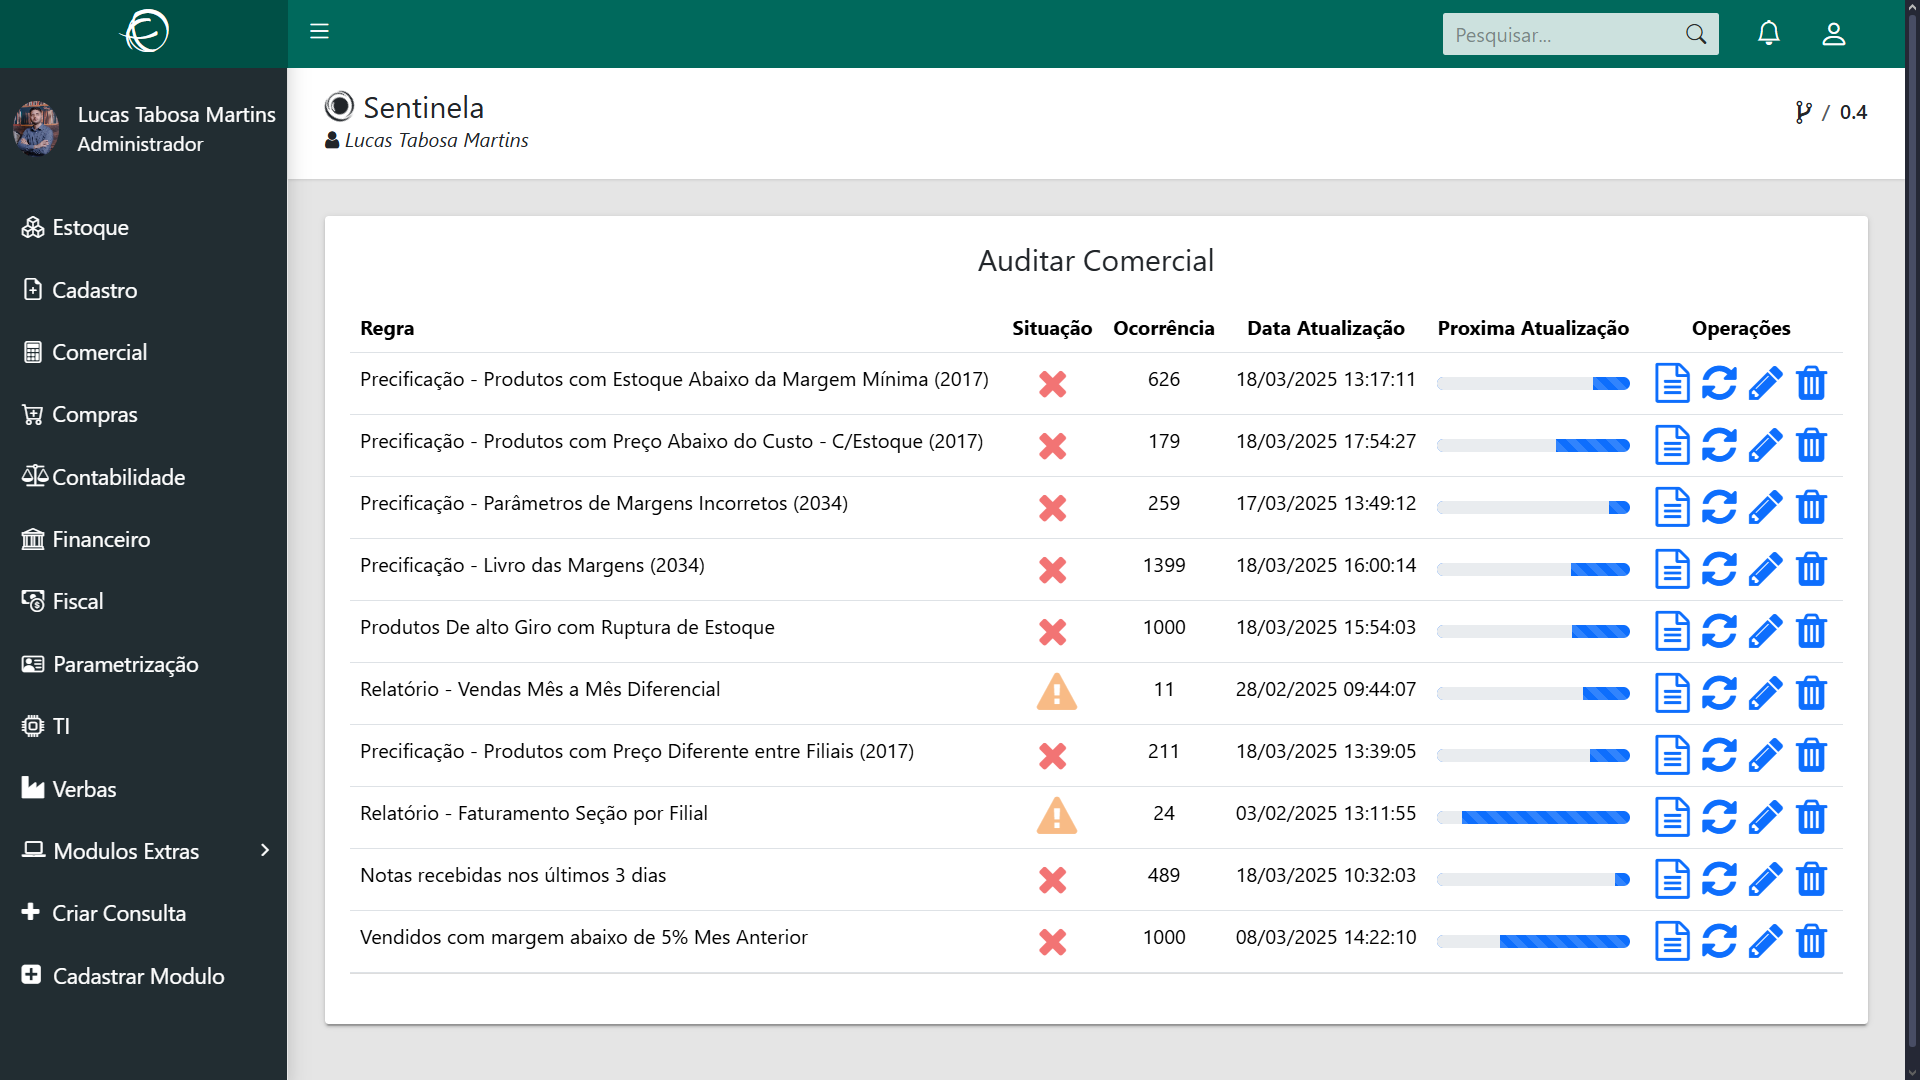 Pesquisar...
Lucas Tabosa Martins
Administrador
Estoque
Cadastro
Comercial
Compras
Contabilidade
Financeiro
Fiscal
Parametrização
TI
Verbas
Modulos Extras
Criar Consulta
Cadastrar Modulo
Sentinela
Lucas Tabosa Martins
/ 0.4
Auditar Comercial
Regra Situação Ocorrência Data Atualização Proxima Atualização Operações
Precificação - Produtos com Estoque Abaixo da Margem Mínima (2017) 626 18/03/2025 13:17:11
Precificação - Produtos com Preço Abaixo do Custo - C/Estoque (2017) 179 18/03/2025 17:54:27
Precificação - Parâmetros de Margens Incorretos (2034) 259 17/03/2025 13:49:12
Precificação - Livro das Margens (2034) 1399 18/03/2025 16:00:14
Produtos De alto Giro com Ruptura de Estoque 1000 18/03/2025 15:54:03
Relatório - Vendas Mês a Mês Diferencial 11 28/02/2025 09:44:07
Precificação - Produtos com Preço Diferente entre Filiais (2017) 211 18/03/2025 13:39:05
Relatório - Faturamento Seção por Filial 24 03/02/2025 13:11:55
Notas recebidas nos últimos 3 dias 489 18/03/2025 10:32:03
Vendidos com margem abaixo de 5% Mes Anterior 1000 08/03/2025 14:22:10